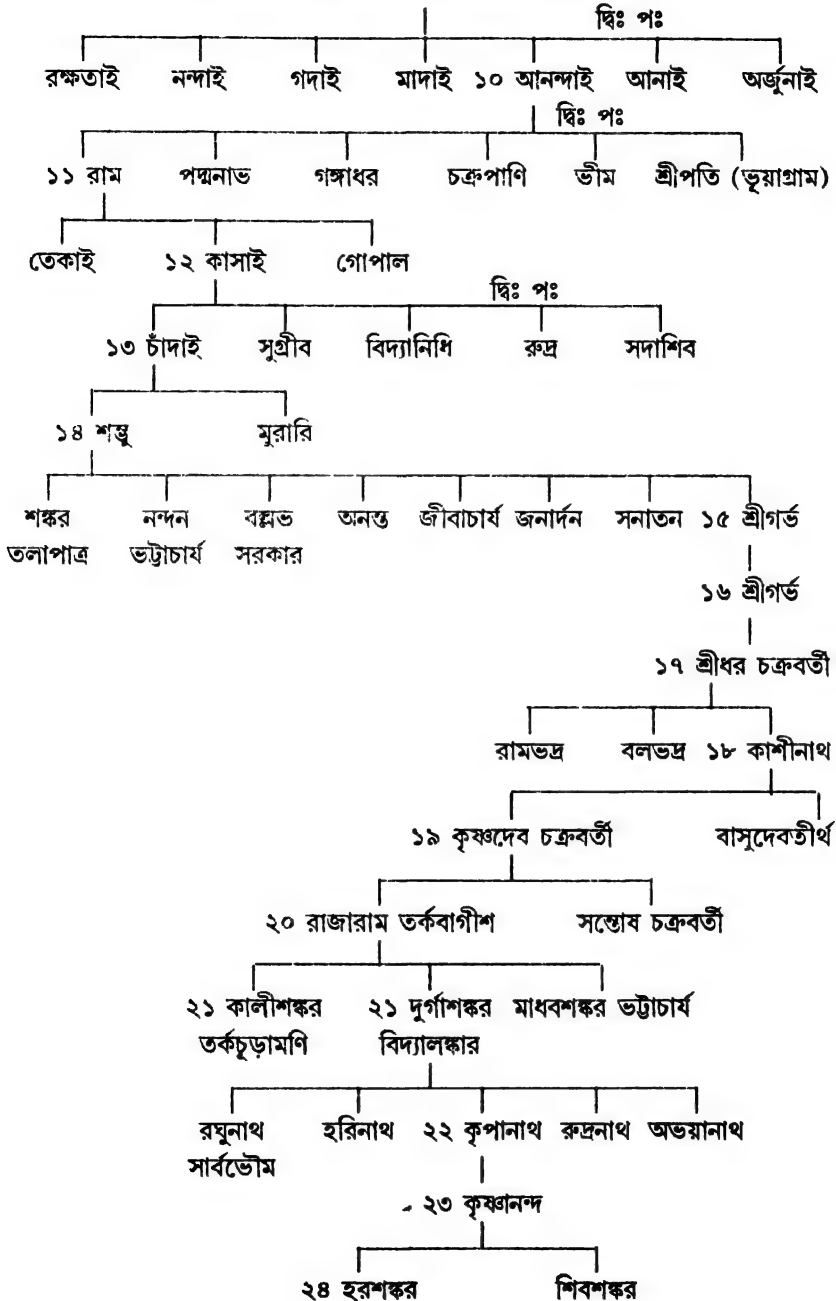 দ্বিঃ পঃ
রক্ষতাই নন্দাই গদাই মাদাই ১০ আনন্দাই আনাই অর্জুনাই
দ্বিঃ পঃ
১১ রাম পদ্মনাভ গঙ্গাধর চক্রপাণি ভীম শ্রীপতি (ভূয়াগ্রাম)
তেকাই ১২ কাসাই গোপাল
দ্বিঃ পঃ
১৩ চাঁদাই সুগ্রীব বিদ্যানিধি রুদ্র সদাশিব
১৪ শম্ভু মুরারি
শঙ্কর নন্দন বল্লভ অনন্ত জীবাচার্য জনার্দন সনাতন ১৫ শ্রীগর্ভ
তলাপাত্র ভট্টাচার্য সরকার
১৬ শ্রীগর্ভ
১৭ শ্রীধর চক্রবর্তী
রামভদ্র বলভদ্র ১৮ কাশীনাথ
১৯ কৃষ্ণদেব চক্রবর্তী বাসুদেবতীর্থ
২০ রাজারাম তর্কবাগীশ সন্তোষ চক্রবর্তী
২১ কালীশঙ্কর ২১ দুর্গাশঙ্কর মাধবশঙ্কর ভট্টাচার্য
তর্কচূড়ামণি বিদ্যালঙ্কার
রঘুনাথ হরিনাথ ২২ কৃপানাথ রুদ্রনাথ অভয়ানাথ
সার্বভৌম
২৩ কৃষ্ণানন্দ
২৪ হরশঙ্কর শিবশঙ্কর